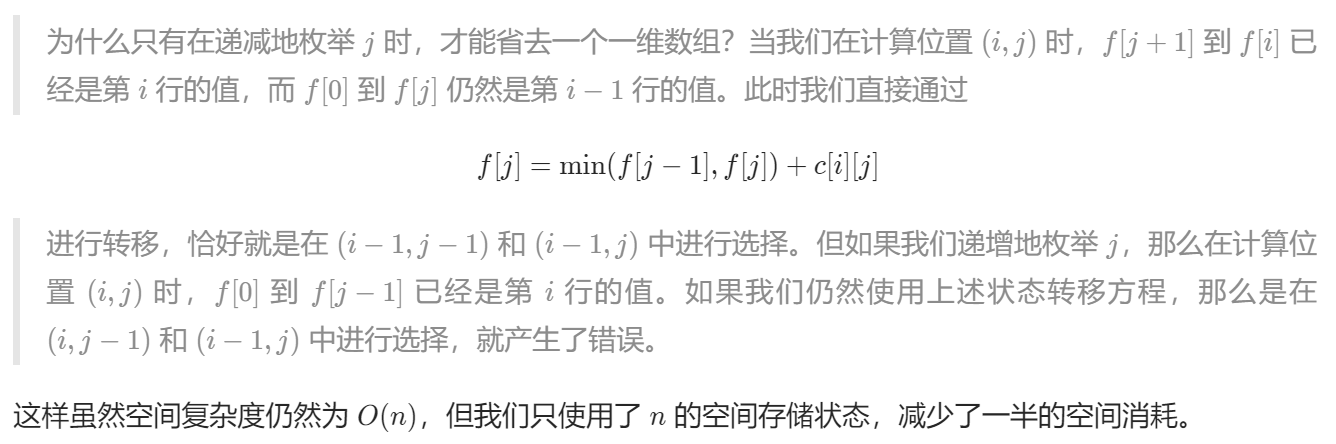 为什么只有在递减地枚举 j 时，才能省去一个一维数组？当我们在计算位置 (i, j) 时，f[j + 1] 到 f[i] 已
经是第 i 行的值，而 f[0] 到 f[j] 仍然是第 i − 1 行的值。此时我们直接通过
f[j] = min(f[j − 1], f[j]) + c[i][j]
进行转移，恰好就是在 (i − 1, j − 1) 和 (i − 1, j) 中进行选择。但如果我们递增地枚举 j，那么在计算位
置 (i, j) 时，f[0] 到 f[j − 1] 已经是第 i 行的值。如果我们仍然使用上述状态转移方程，那么是在
(i, j − 1) 和 (i − 1, j) 中进行选择，就产生了错误。
这样虽然空间复杂度仍然为 O(n)，但我们只使用了 n 的空间存储状态，减少了一半的空间消耗。